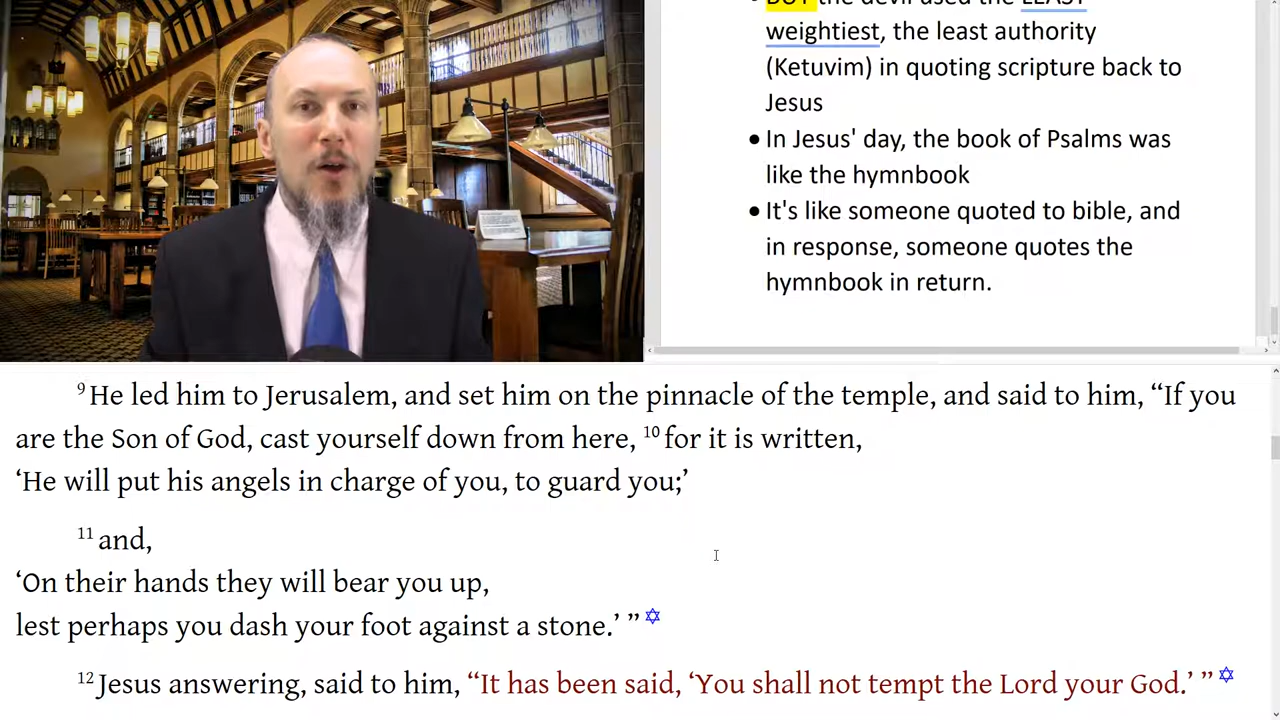 BUT the devil used the LEAST
weightiest, the least authority
(Ketuvim) in quoting scripture back to
Jesus
• In Jesus' day, the book of Psalms was
like the hymnbook
• It's like someone quoted to bible, and
in response, someone quotes the
hymnbook in return.
9 He led him to Jerusalem, and set him on the pinnacle of the temple, and said to him, “If you
are the Son of God, cast yourself down from here, 10 for it is written,
‘He will put his angels in charge of you, to guard you;’
11 and,
‘On their hands they will bear you up,
lest perhaps you dash your foot against a stone.’ ” ✡
12 Jesus answering, said to him, “It has been said, ‘You shall not tempt the Lord your God.’ ” ✡